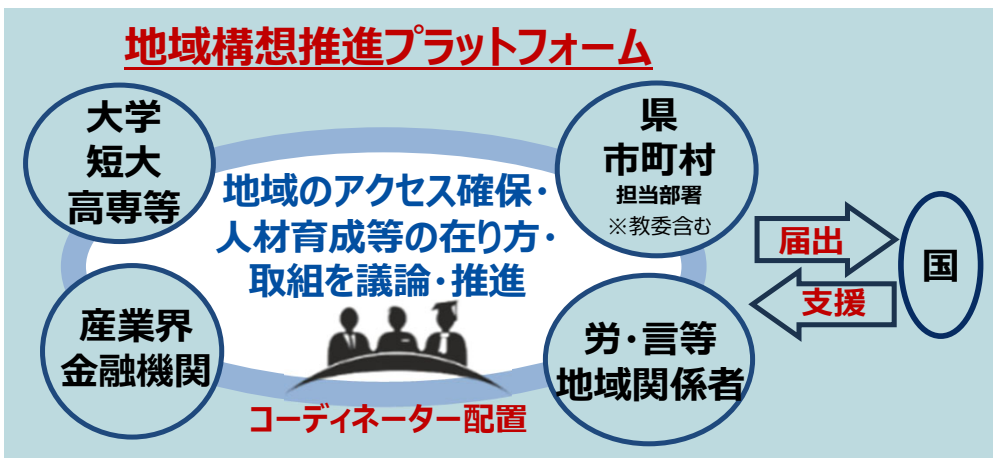 地域構想推進プラットフォーム
大学
短大
高専等
県
市町村
担当部署
※教委含む
地域のアクセス確保・
人材育成等の在り方・
取組を議論・推進
産業界
金融機関
労・言等
地域関係者
コーディネーター配置
届出
支援
国